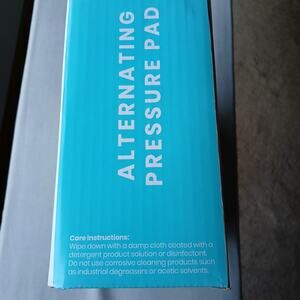 ALTERNATING
PRESSURE PAD
Care Instructions:
Wipe down with a damp cloth coated with a
detergent product solution or disinfectant.
Do not use corrosive cleaning products such
as industrial degreasers or acetic solvents.